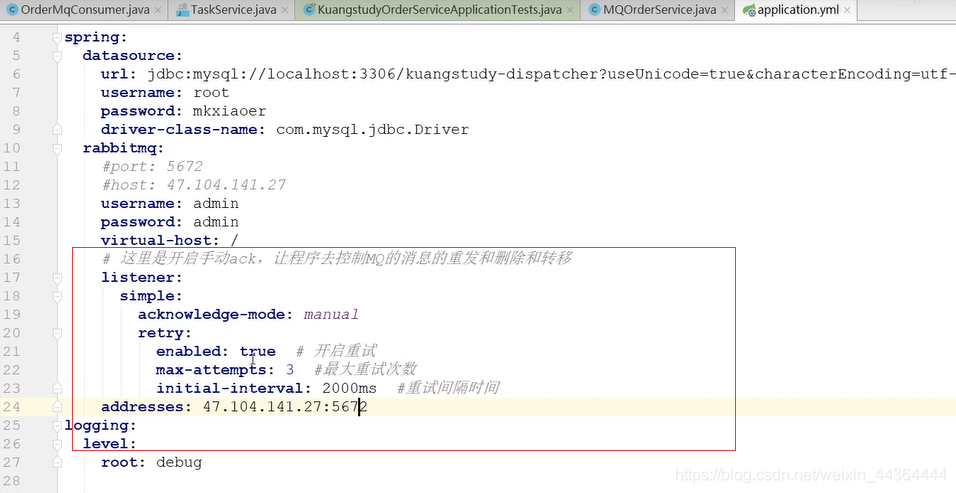 OrderMqConsumer.java × TaskService.java × KuangstudyOrderServiceApplicationTests.java × MQOrderService.java × application.yml ×
4 spring:
5 datasource:
6 url: jdbc:mysql://localhost:3306/kuangstudy-dispatcher?useUnicode=true&characterEncoding=utf-
7 username: root
8 password: mkxiaoer
9 driver-class-name: com.mysql.jdbc.Driver
10 rabbitmq:
11 #port: 5672
12 #host: 47.104.141.27
13 username: admin
14 password: admin
15 virtual-host: /
16 # 这里是开启手动ack，让程序去控制MQ的消息的重发和删除和转移
17 listener:
18 simple:
19 acknowledge-mode: manual
20 retry:
21 enabled: true # 开启重试
22 max-attempts: 3 #最大重试次数
23 initial-interval: 2000ms #重试间隔时间
24 addresses: 47.104.141.27:5672
25 logging:
26 level:
27 root: debug
28
https://blog.csdn.net/weixin_44364444